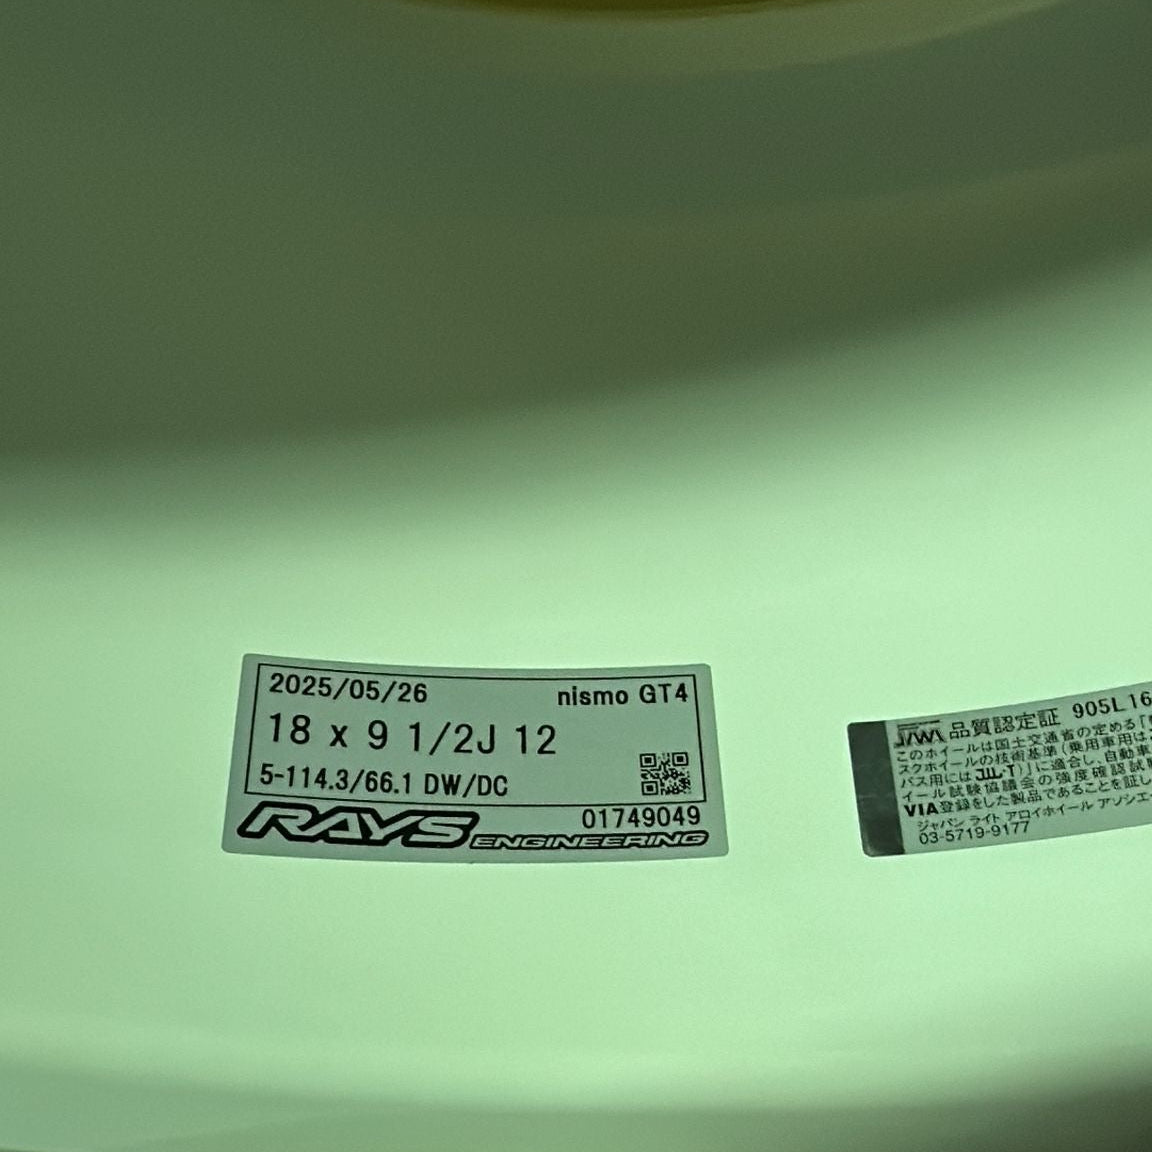 2025/05/26 nismo GT4
18 x 9 1/2J 12
5-114.3/66.1 DW/DC
01749049
RAYS ENGINEERING
JAWA 品質認定証 905L16
このホイールは国土交通省の定める「
スクホイールの技術基準(乗用車用は
バス用にはJWL-T)」に適合し、自動車
イール試験協議会の強度確認試験
VIA登録をした製品であることを証し
ジャパン ライト アロイホイール アソシエー
03-5719-9177